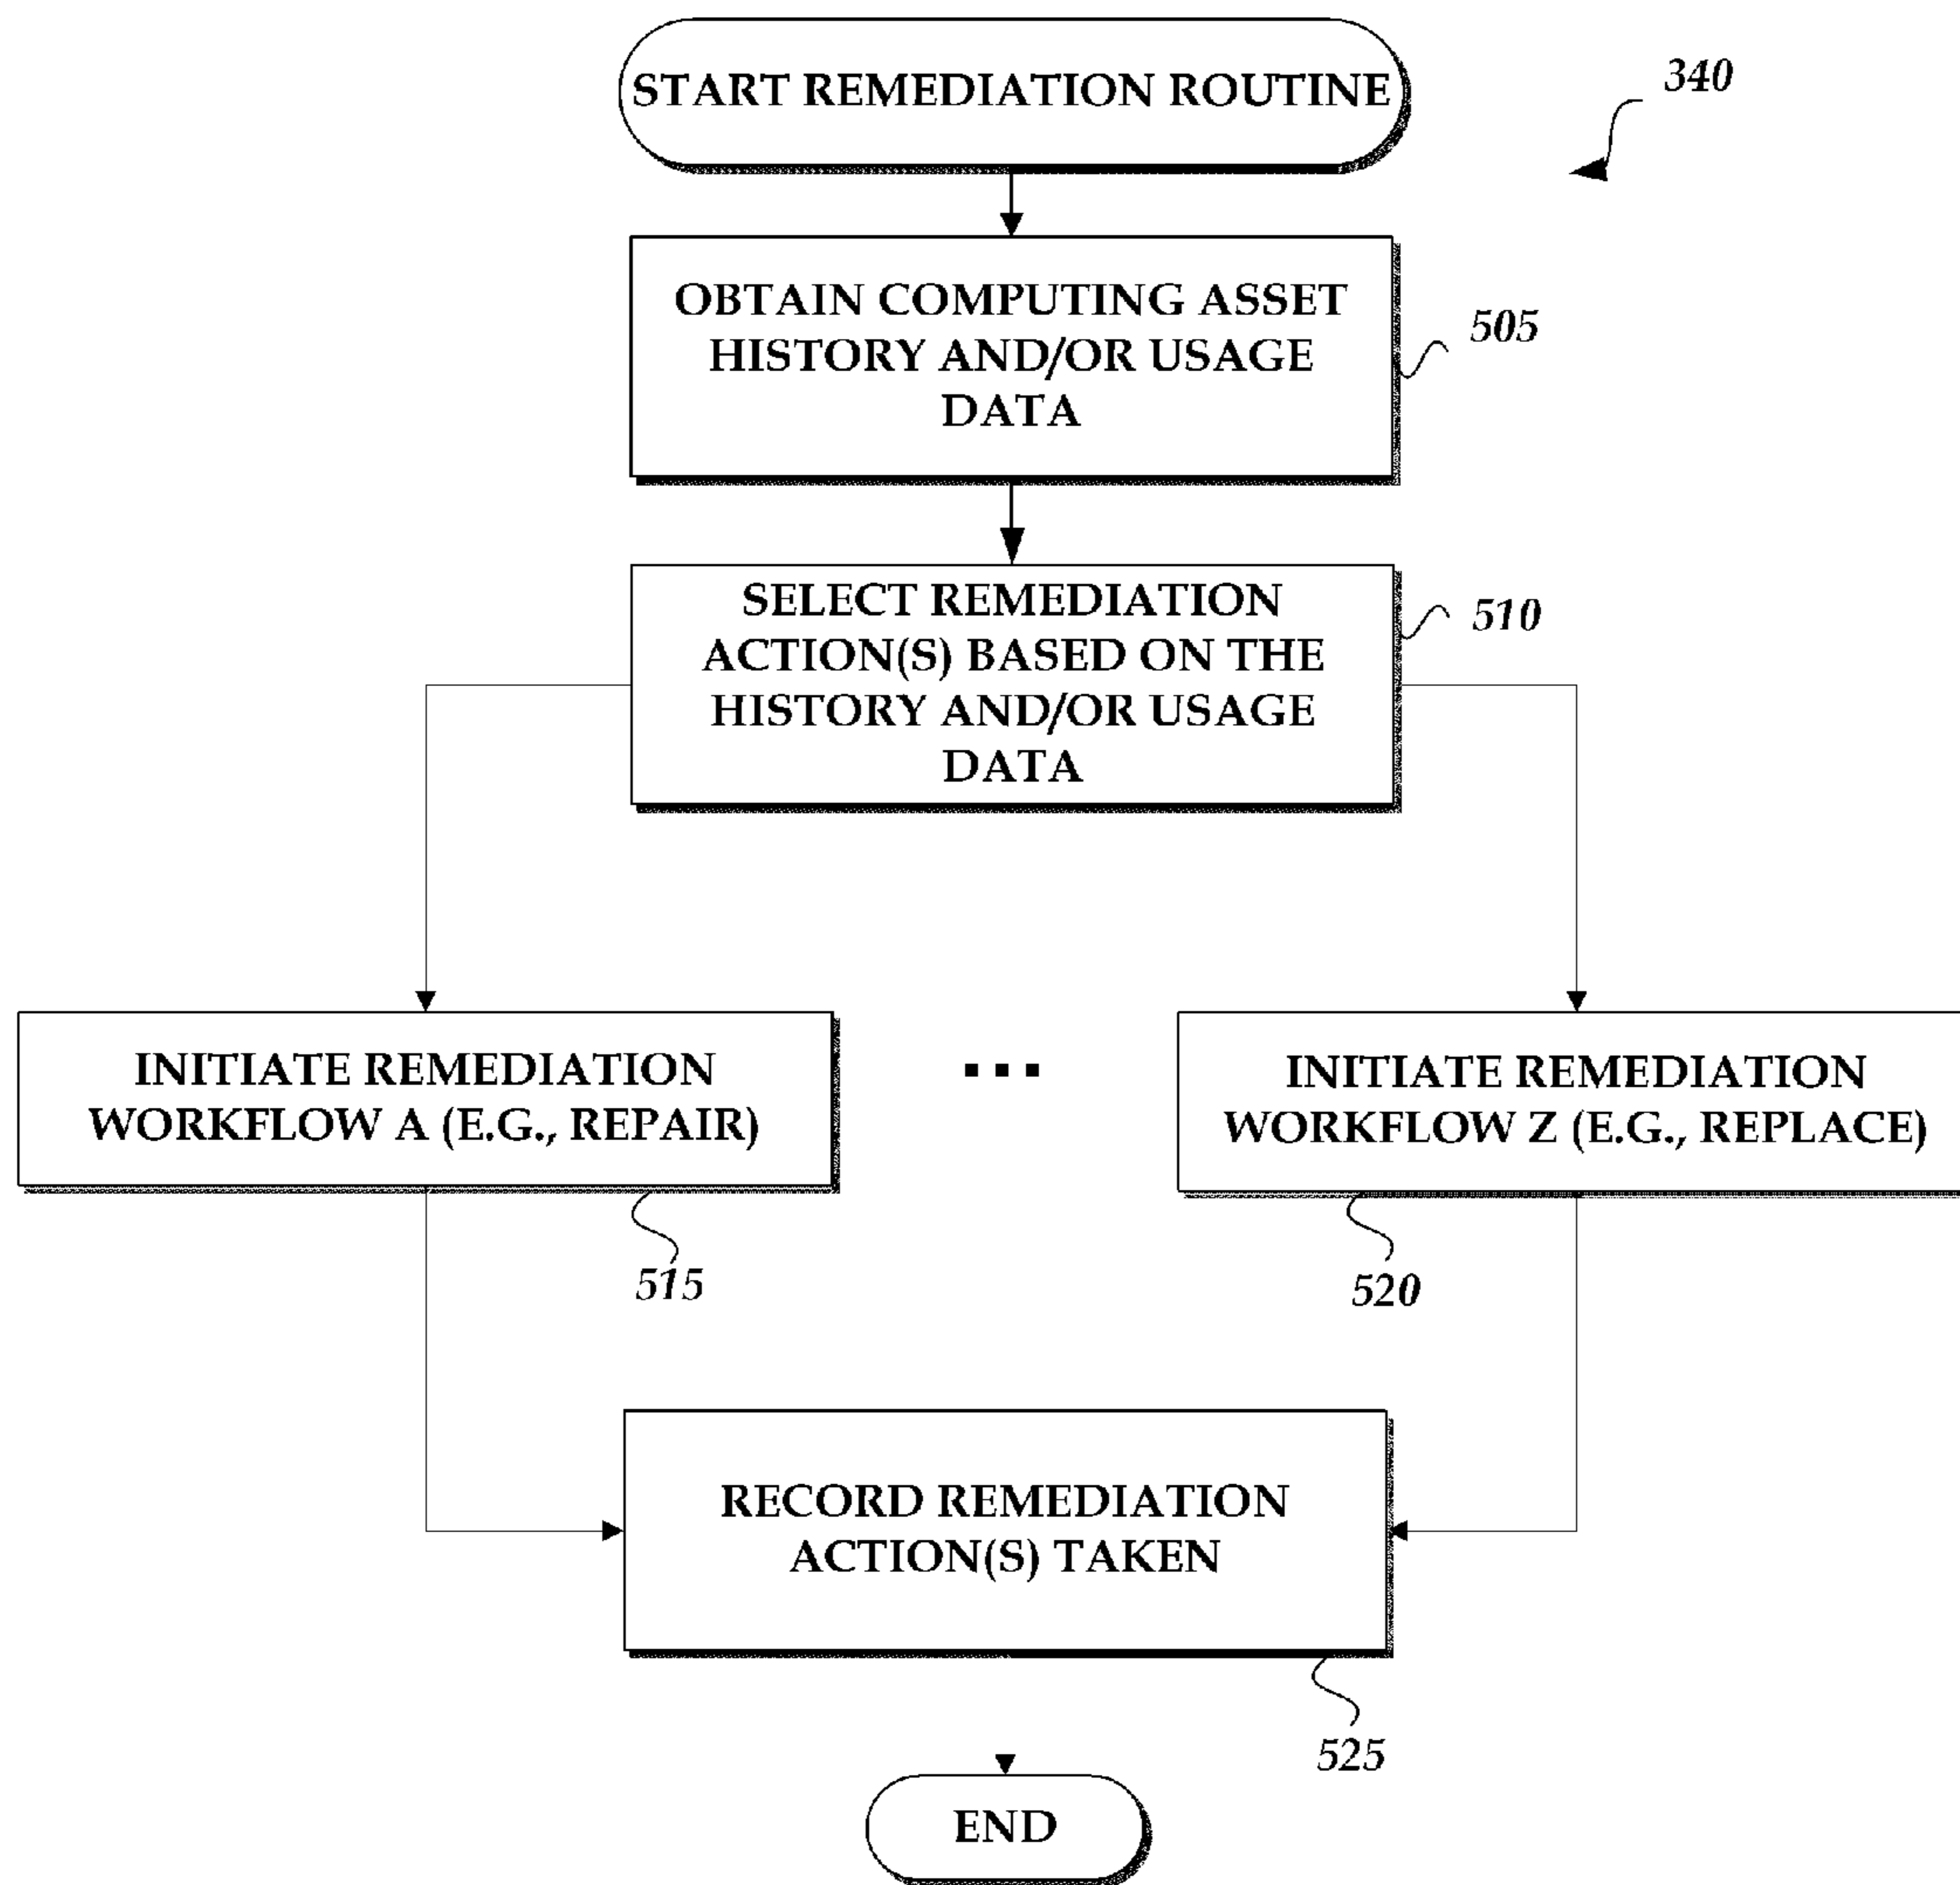 START REMEDIATION ROUTINE
340
OBTAIN COMPUTING ASSET
HISTORY AND/OR USAGE
DATA
505
SELECT REMEDIATION
ACTION(S) BASED ON THE
HISTORY AND/OR USAGE
DATA
510
INITIATE REMEDIATION
WORKFLOW A (E.G., REPAIR)
515
...
INITIATE REMEDIATION
WORKFLOW Z (E.G., REPLACE)
520
RECORD REMEDIATION
ACTION(S) TAKEN
525
END